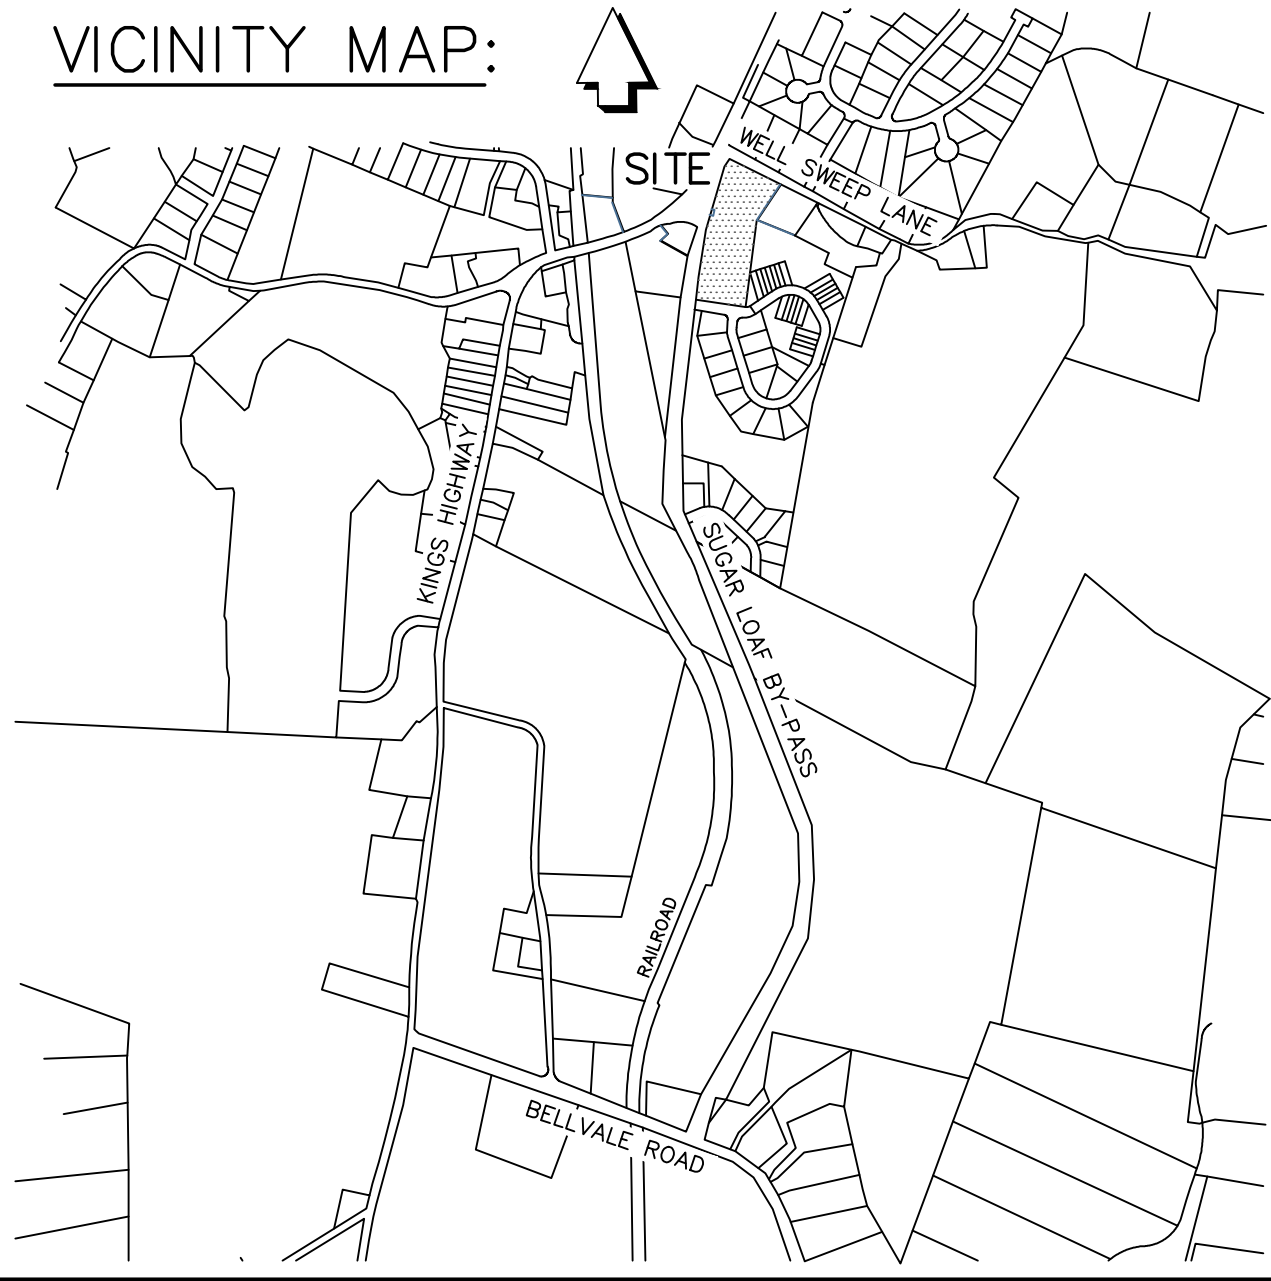 VICINITY MAP:
SITE
WELL SWEEP LANE
KINGS HIGHWAY
SUGAR LOAF BY-PASS
RAILROAD
BELLVALE ROAD